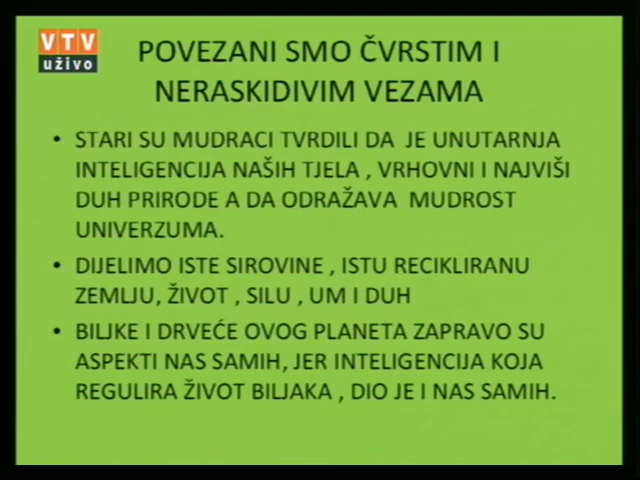 VTV
uživo
POVEZANI SMO ČVRSTIM I
NERASKIDIVIM VEZAMA
• STARI SU MUDRACI TVRDILI DA JE UNUTARNJA
INTELIGENCIJA NAŠIH TJELA , VRHOVNI I NAJVIŠI
DUH PRIRODE A DA ODRAŽAVA MUDROST
UNIVERZUMA.
• DIJELIMO ISTE SIROVINE , ISTU RECIKLIRANU
ZEMLJU, ŽIVOT , SILU , UM I DUH
• BILJKE I DRVEĆE OVOG PLANETA ZAPRAVO SU
ASPEKTI NAS SAMIH, JER INTELIGENCIJA KOJA
REGULIRA ŽIVOT BILJAKA , DIO JE I NAS SAMIH.